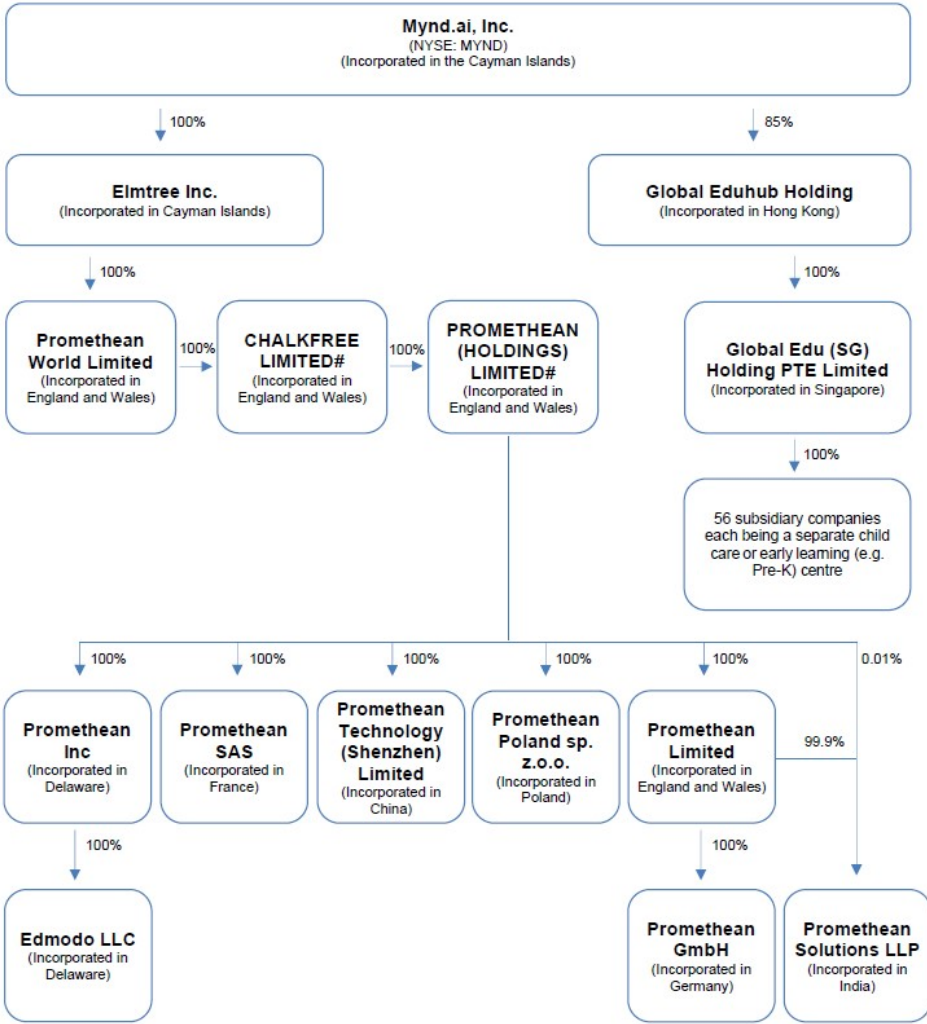 Mynd.ai, Inc.
(NYSE: MYND)
(Incorporated in the Cayman Islands)
100%
85%
Elmtree Inc.
(Incorporated in Cayman Islands)
Global Eduhub Holding
(Incorporated in Hong Kong)
100%
100%
Promethean
World Limited
(Incorporated in
England and Wales)
100%
CHALKFREE
LIMITED#
(Incorporated in
England and Wales)
100%
PROMETHEAN
(HOLDINGS)
LIMITED#
(Incorporated in
England and Wales)
Global Edu (SG)
Holding PTE Limited
(Incorporated in Singapore)
100%
56 subsidiary companies
each being a separate child
care or early learning (e.g.
Pre-K) centre
100%
100%
100%
100%
100%
0.01%
Promethean
Inc
(Incorporated in
Delaware)
Promethean
SAS
(Incorporated in
France)
Promethean
Technology
(Shenzhen)
Limited
(Incorporated in
China)
Promethean
Poland sp.
z.o.o.
(Incorporated in
Poland)
Promethean
Limited
(Incorporated in
England and Wales)
99.9%
100%
100%
Edmodo LLC
(Incorporated in
Delaware)
Promethean
GmbH
(Incorporated in
Germany)
Promethean
Solutions LLP
(Incorporated in
India)